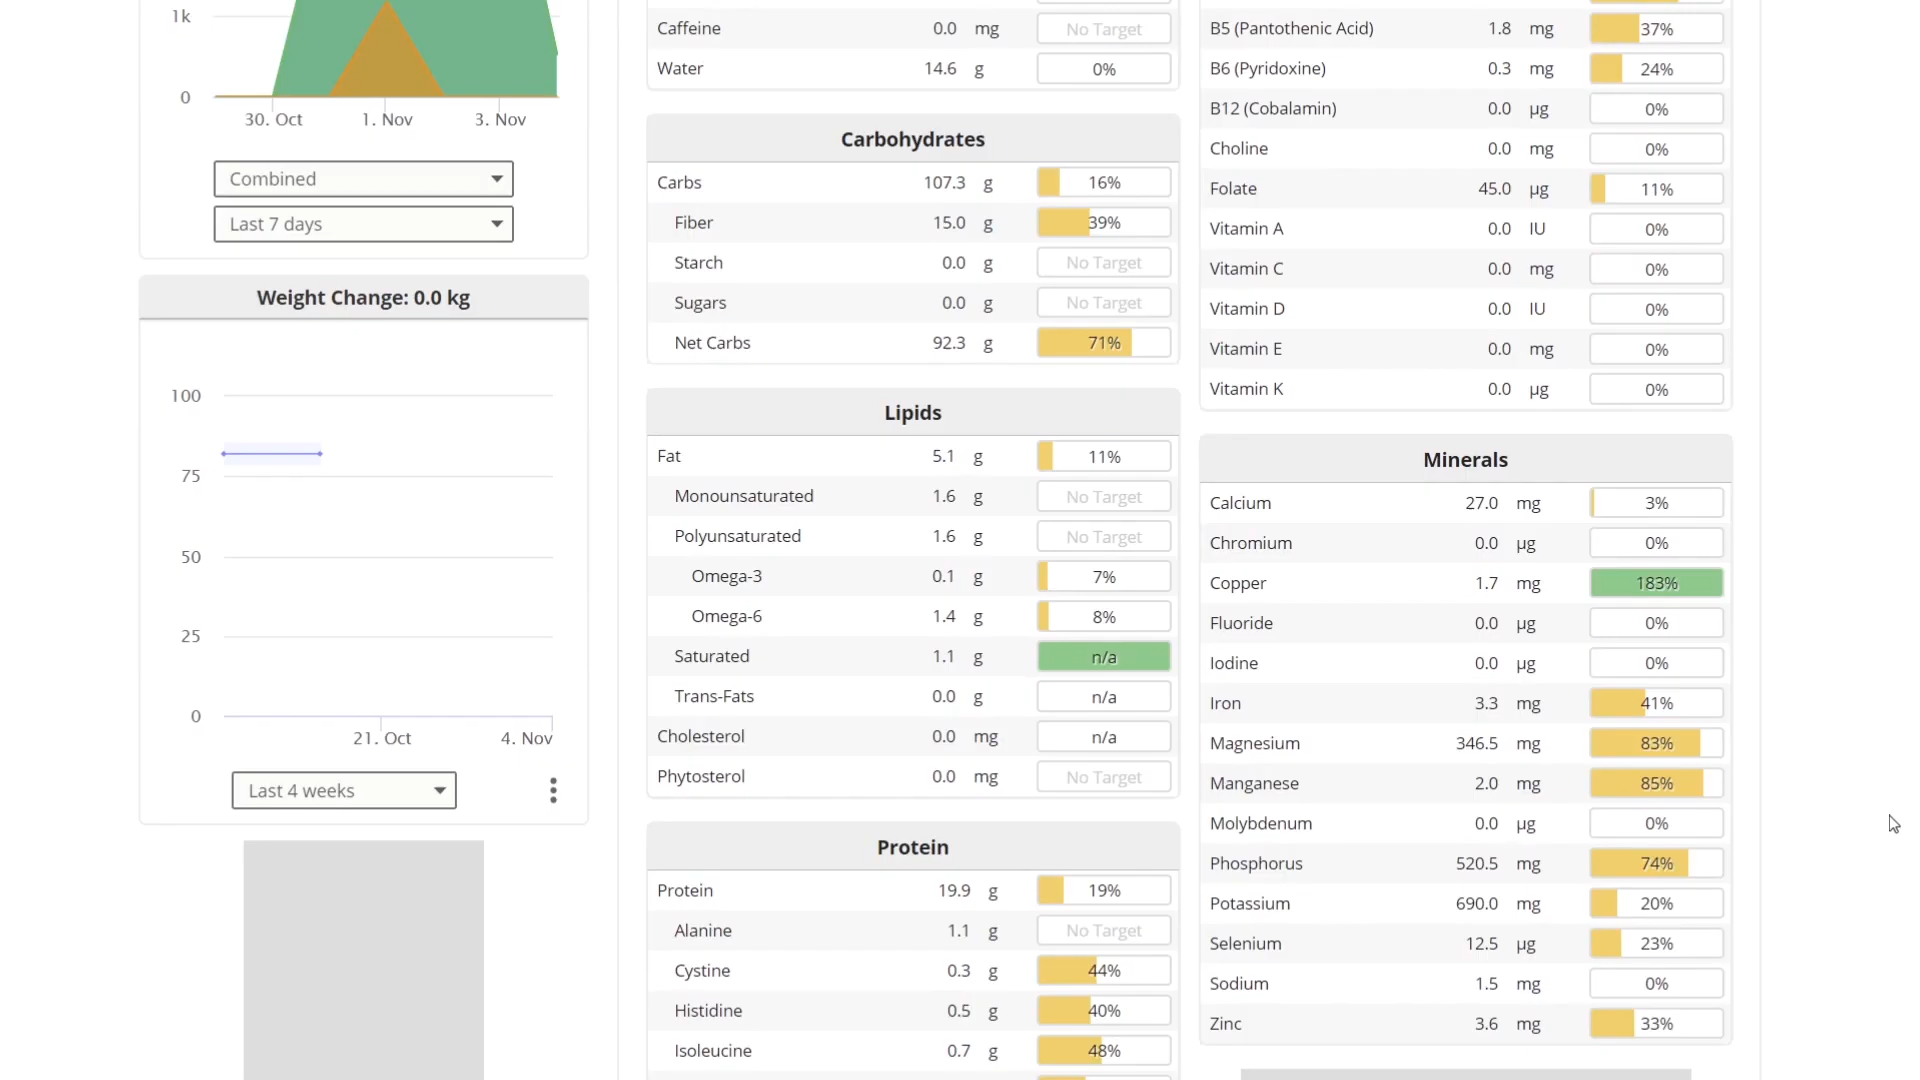 1k
0
30. Oct 1. Nov 3. Nov
Combined
Last 7 days
Weight Change: 0.0 kg
100
75
50
25
0
21. Oct 4. Nov
Last 4 weeks
Caffeine 0.0 mg No Target
Water 14.6 g 0%
Carbohydrates
Carbs 107.3 g 16%
Fiber 15.0 g 39%
Starch 0.0 g No Target
Sugars 0.0 g No Target
Net Carbs 92.3 g 71%
Lipids
Fat 5.1 g 11%
Monounsaturated 1.6 g No Target
Polyunsaturated 1.6 g No Target
Omega-3 0.1 g 7%
Omega-6 1.4 g 8%
Saturated 1.1 g n/a
Trans-Fats 0.0 g n/a
Cholesterol 0.0 mg n/a
Phytosterol 0.0 mg No Target
Protein
Protein 19.9 g 19%
Alanine 1.1 g No Target
Cystine 0.3 g 44%
Histidine 0.5 g 40%
Isoleucine 0.7 g 48%
B5 (Pantothenic Acid) 1.8 mg 37%
B6 (Pyridoxine) 0.3 mg 24%
B12 (Cobalamin) 0.0 µg 0%
Choline 0.0 mg 0%
Folate 45.0 µg 11%
Vitamin A 0.0 IU 0%
Vitamin C 0.0 mg 0%
Vitamin D 0.0 IU 0%
Vitamin E 0.0 mg 0%
Vitamin K 0.0 µg 0%
Minerals
Calcium 27.0 mg 3%
Chromium 0.0 µg 0%
Copper 1.7 mg 183%
Fluoride 0.0 µg 0%
Iodine 0.0 µg 0%
Iron 3.3 mg 41%
Magnesium 346.5 mg 83%
Manganese 2.0 mg 85%
Molybdenum 0.0 µg 0%
Phosphorus 520.5 mg 74%
Potassium 690.0 mg 20%
Selenium 12.5 µg 23%
Sodium 1.5 mg 0%
Zinc 3.6 mg 33%